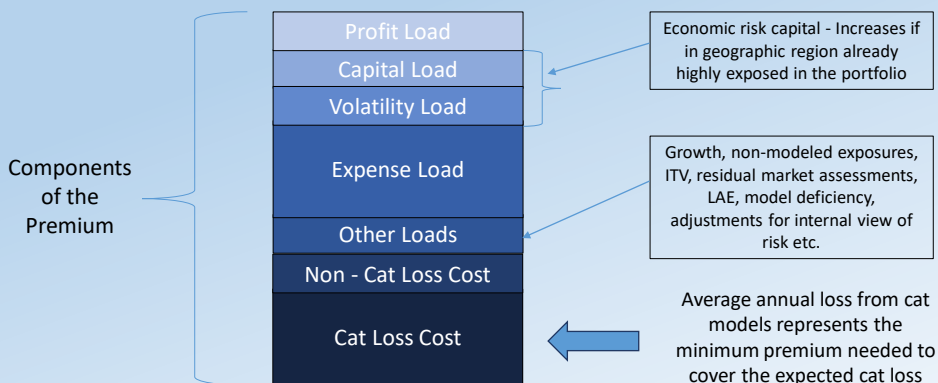 Components
of the
Premium
Profit Load
Capital Load
Volatility Load
Expense Load
Other Loads
Non - Cat Loss Cost
Cat Loss Cost
Economic risk capital - Increases if
in geographic region already
highly exposed in the portfolio
Growth, non-modeled exposures,
ITV, residual market assessments,
LAE, model deficiency,
adjustments for internal view of
risk etc.
Average annual loss from cat
models represents the
minimum premium needed to
cover the expected cat loss